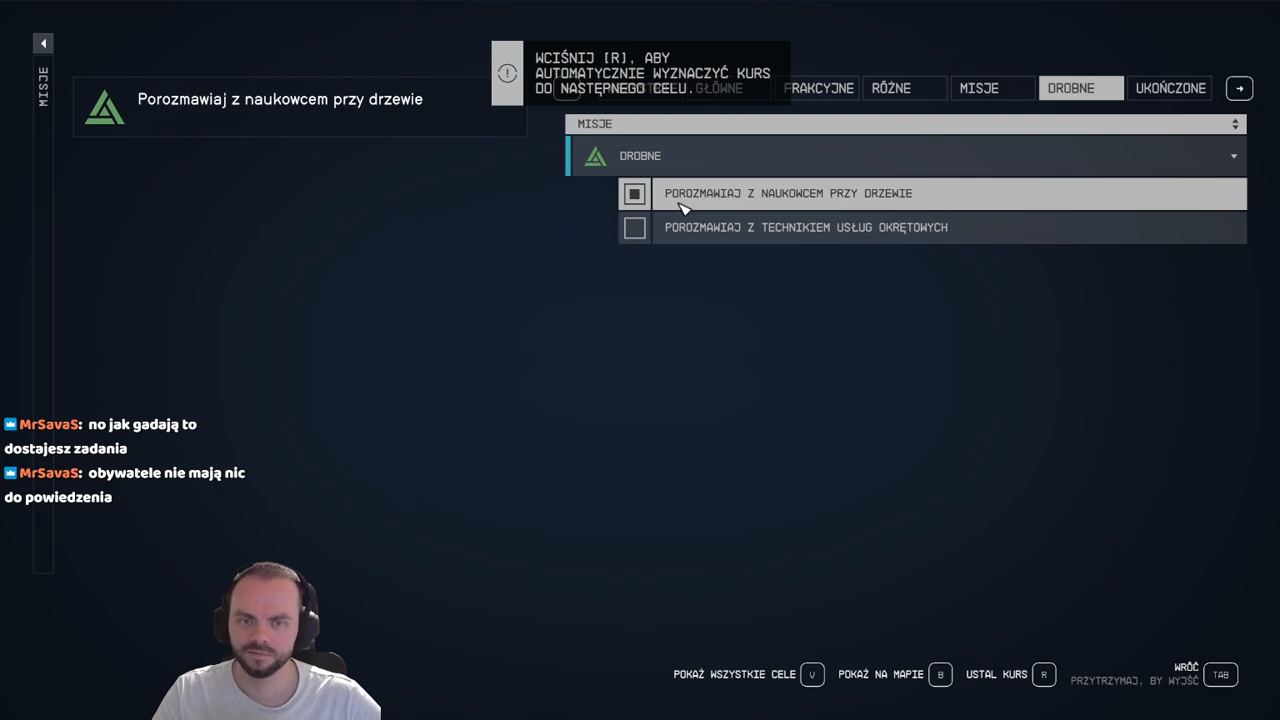 MISJE
Porozmawiaj z naukowcem przy drzewie
WCIŚNIJ [R], ABY
AUTOMATYCZNIE WYZNACZYĆ KURS
DO NASTĘPNEGO CELU.
GŁÓWNE
FRAKCYJNE
RÓŻNE
MISJE
DROBNE
UKOŃCZONE
MISJE
DROBNE
POROZMAWIAJ Z NAUKOWCEM PRZY DRZEWIE
POROZMAWIAJ Z TECHNIKIEM USŁUG OKRĘTOWYCH
MrSavaS: no jak gadają to
dostajesz zadania
MrSavaS: obywatele nie mają nic
do powiedzenia
POKAŻ WSZYSTKIE CELE V
POKAŻ NA MAPIE B
USTAL KURS R
WRÓĆ
PRZYTRZYMAJ, BY WYJŚĆ
TAB